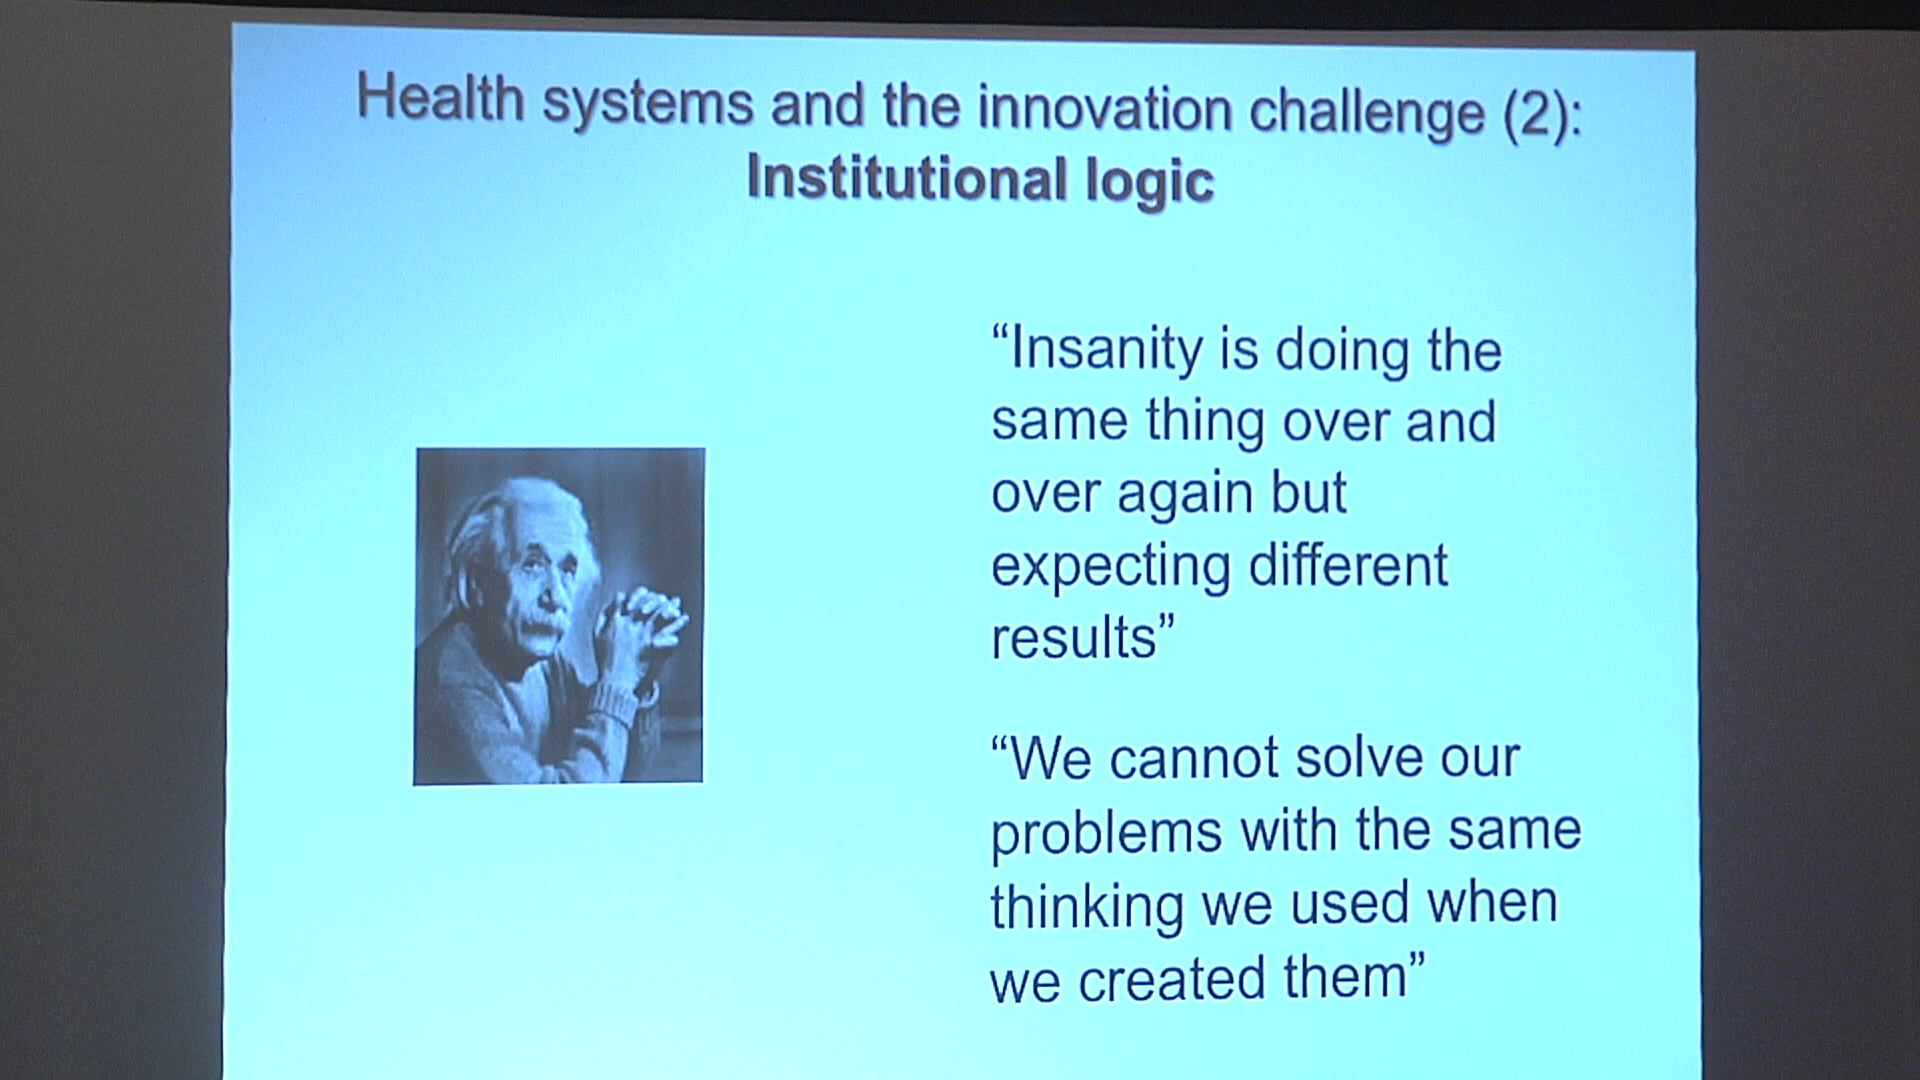 Health systems and the innovation challenge (2):
Institutional logic
“Insanity is doing the
same thing over and
over again but
expecting different
results”
“We cannot solve our
problems with the same
thinking we used when
we created them”